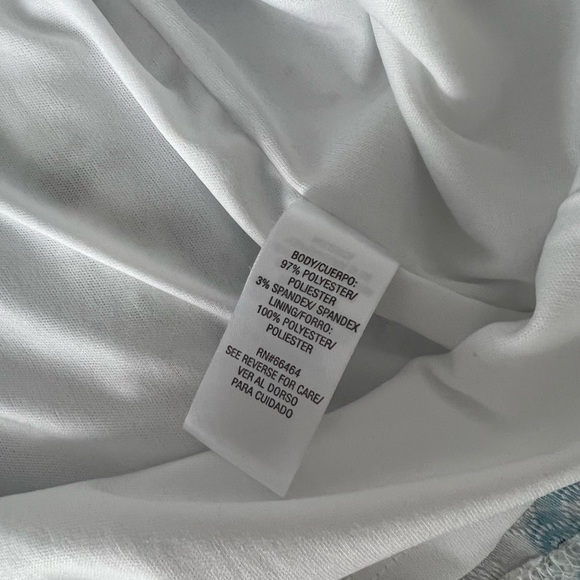 BODY/CUERPO:
97% POLYESTER/
POLIESTER
3% SPANDEX/ SPANDEX
LINING/FORRO:
100% POLYESTER/
POLIESTER
RN#66464
SEE REVERSE FOR CARE/
VER AL DORSO
PARA CUIDADO